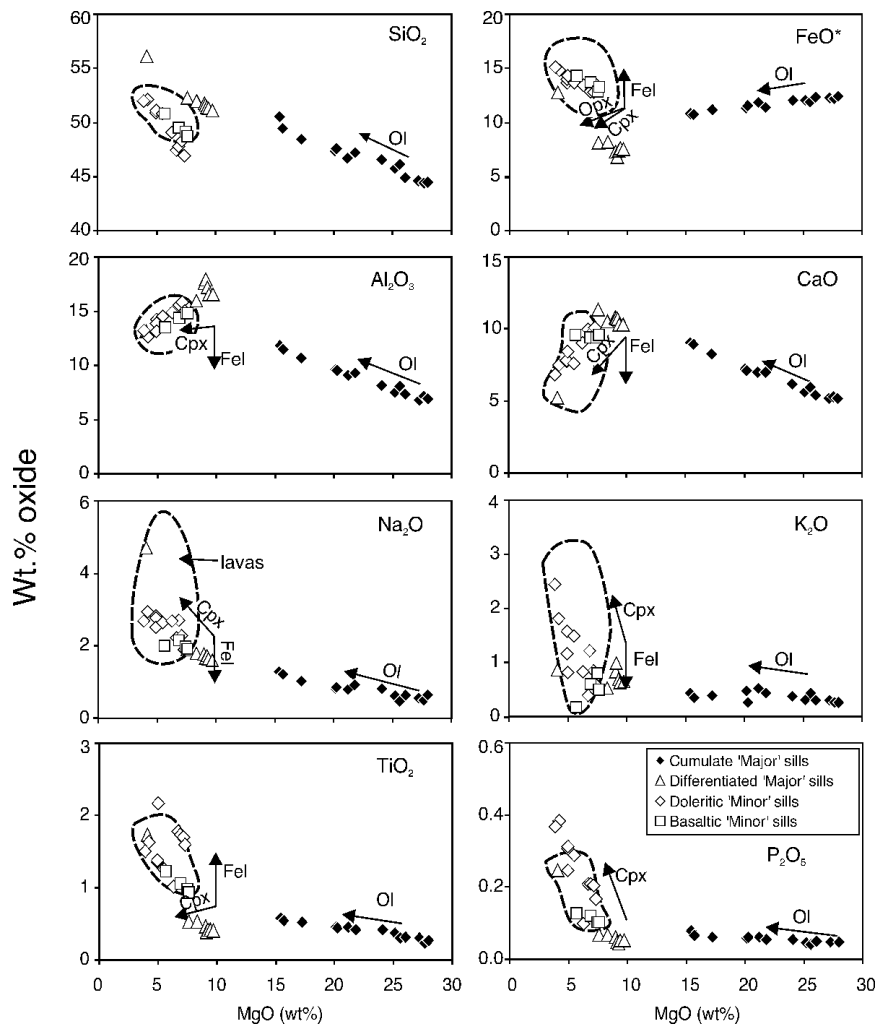 Wt.% oxide
SiO2
60
55
50
45
40
Ol
FeO*
20
15
10
5
0
Ol
Fel
Opx
Cpx
Al2O3
20
15
10
5
0
Cpx
Fel
Ol
CaO
15
10
5
0
Cpx
Fel
Ol
Na2O
6
4
2
0
lavas
Cpx
Fel
Ol
K2O
4
3
2
1
0
Cpx
Fel
Ol
TiO2
3
2
1
0.0
Fel
Cpx
Ol
0 5 10 15 20 25 30
MgO (wt%)
0.6
0.4
0.2
0.0
Cumulate 'Major' sills
Differentiated 'Major' sills
Doleritic 'Minor' sills
Basaltic 'Minor' sills
P2O5
Cpx
Ol
0 5 10 15 20 25 30
MgO (wt%)